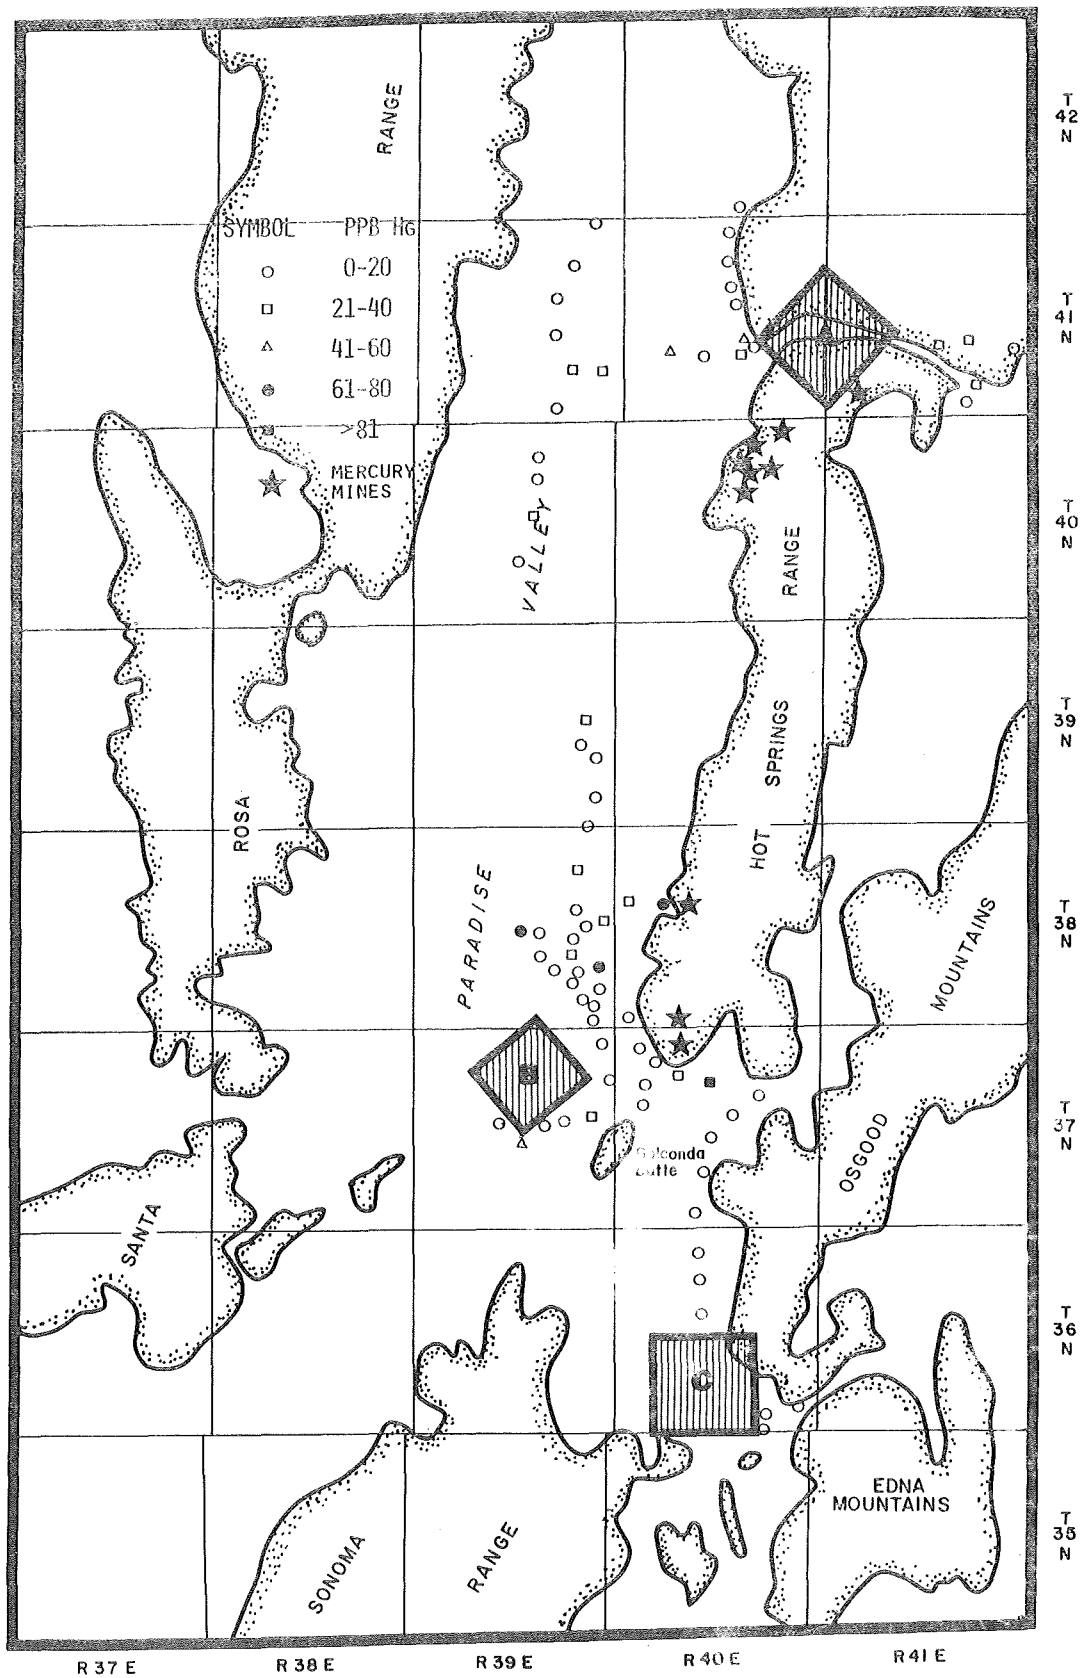 T
42
N
RANGE
SYMBOL PPB Hg
0-20
21-40
41-60
61-80
>81
MERCURY
MINES
T
41
N
A
T
40
N
VALLEY
RANGE
T
39
N
SPRINGS
HOT
ROSA
PARADISE
T
38
N
MOUNTAINS
B
T
37
N
OSGOOD
Golconda
Butte
SANTA
T
36
N
C
EDNA
MOUNTAINS
T
35
N
SONOMA
RANGE
R 37 E R 38 E R 39 E R 40 E R 41 E